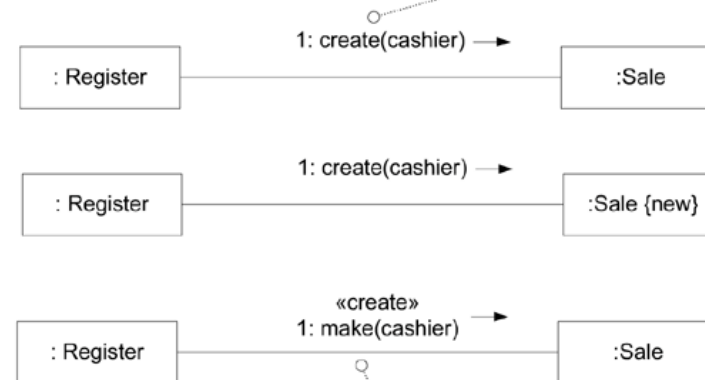 1: create(cashier)
: Register
:Sale
1: create(cashier)
: Register
:Sale {new}
«create»
1: make(cashier)
: Register
:Sale